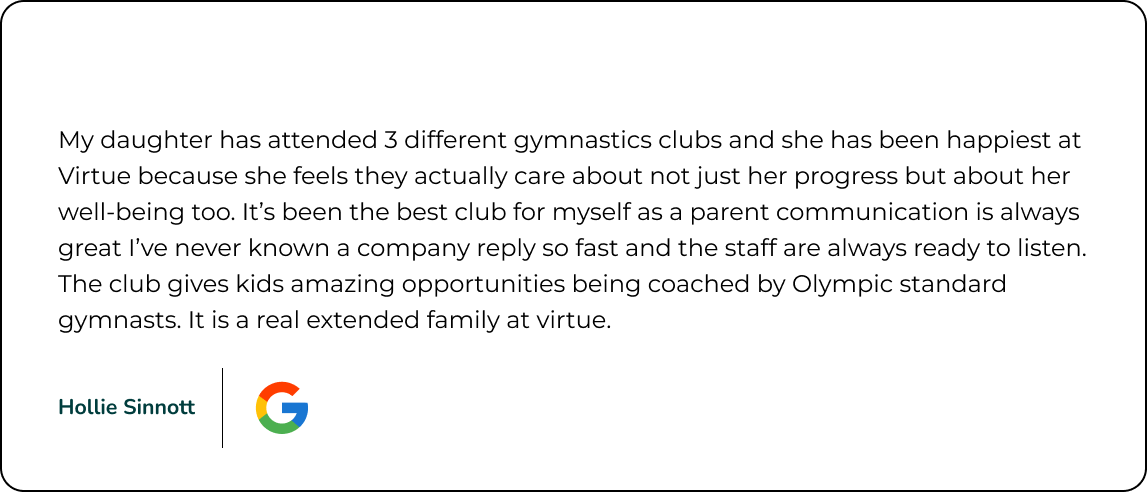 My daughter has attended 3 different gymnastics clubs and she has been happiest at
Virtue because she feels they actually care about not just her progress but about her
well-being too. It’s been the best club for myself as a parent communication is always
great I’ve never known a company reply so fast and the staff are always ready to listen.
The club gives kids amazing opportunities being coached by Olympic standard
gymnasts. It is a real extended family at virtue.
Hollie Sinnott